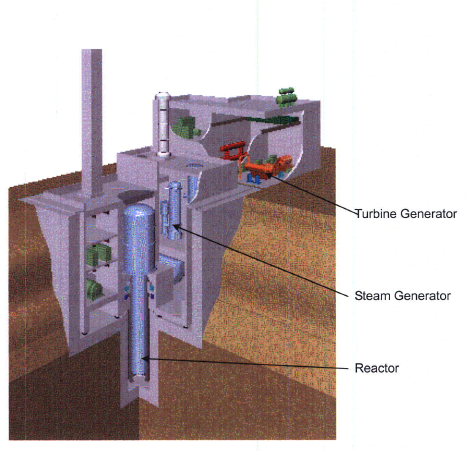 Turbine Generator
Steam Generator
Reactor